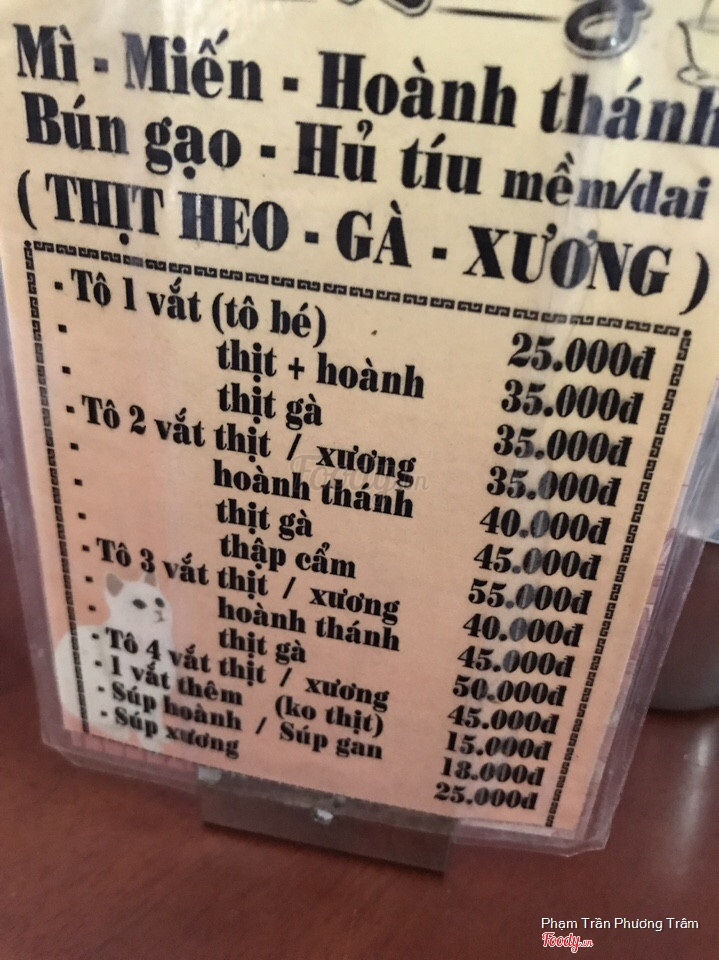 Mì - Miến - Hoành thánh
Bún gạo - Hủ tíu mềm/dai
( THỊT HEO - GÀ - XƯƠNG )
- Tô 1 vắt (tô bé) 25.000đ
- thịt + hoành 35.000đ
- thịt gà 35.000đ
- Tô 2 vắt thịt / xương 35.000đ
- hoành thánh 40.000đ
- thịt gà 45.000đ
- thập cẩm 55.000đ
- Tô 3 vắt thịt / xương 40.000đ
- hoành thánh 45.000đ
- thịt gà 50.000đ
- Tô 4 vắt thịt / xương 45.000đ
- 1 vắt thêm (ko thịt) 15.000đ
- Súp hoành / Súp gan 18.000đ
- Súp xương 25.000đ
Foody.vn
Phạm Trần Phương Trâm
Foody.vn